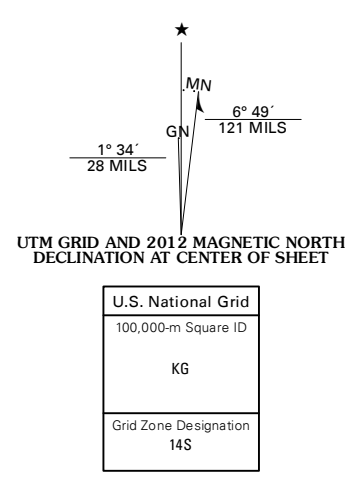 ★
MN
GN
6° 49´
121 MILS
1° 34´
28 MILS
UTM GRID AND 2012 MAGNETIC NORTH
DECLINATION AT CENTER OF SHEET
U.S. National Grid
100,000-m Square ID
KG
Grid Zone Designation
14S